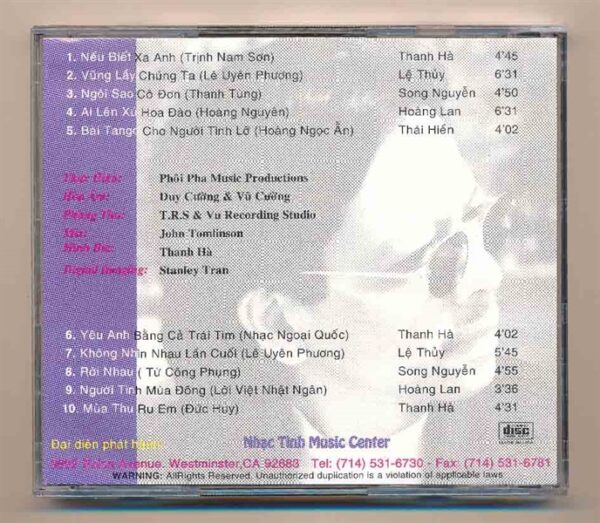 1. Nếu Biết Xa Anh (Trịnh Nam Sơn) Thanh Hà 4'45
2. Vũng Lầy Chúng Ta (Lê Uyên Phương) Lệ Thủy 6'31
3. Ngôi Sao Cô Đơn (Thanh Tùng) Song Nguyễn 4'50
4. Ai Lên Xứ Hoa Đào (Hoàng Nguyên) Hoàng Lan 6'31
5. Bài Tango Cho Người Tình Lỡ (Hoàng Ngọc Ẩn) Thái Hiền 4'02
Thực Hiện: Phôi Pha Music Productions
Hòa Âm: Duy Cường & Vũ Cường
Phòng Thu: T.R.S & Vu Recording Studio
Mix: John Tomlinson
Hình Bìa: Thanh Hà
Digital Imaging: Stanley Tran
6. Yêu Anh Bằng Cả Trái Tim (Nhạc Ngoại Quốc) Thanh Hà 4'02
7. Không Nhìn Nhau Lần Cuối (Lê Uyên Phương) Lệ Thủy 5'45
8. Rời Nhau ( Từ Công Phụng) Song Nguyễn 4'55
9. Người Tình Mùa Đông (Lời Việt Nhật Ngân) Hoàng Lan 3'36
10. Mùa Thu Ru Em (Đức Huy) Thanh Hà 4'31
disc
Đại diện phát hành: Nhạc Tình Music Center
Avenue. Westminster,CA 92683 Tel: (714) 531-6730 - Fax: (714) 531-6781
WARNING: AllRights Reserved. Unauthorized duplication is a violation of applicable laws